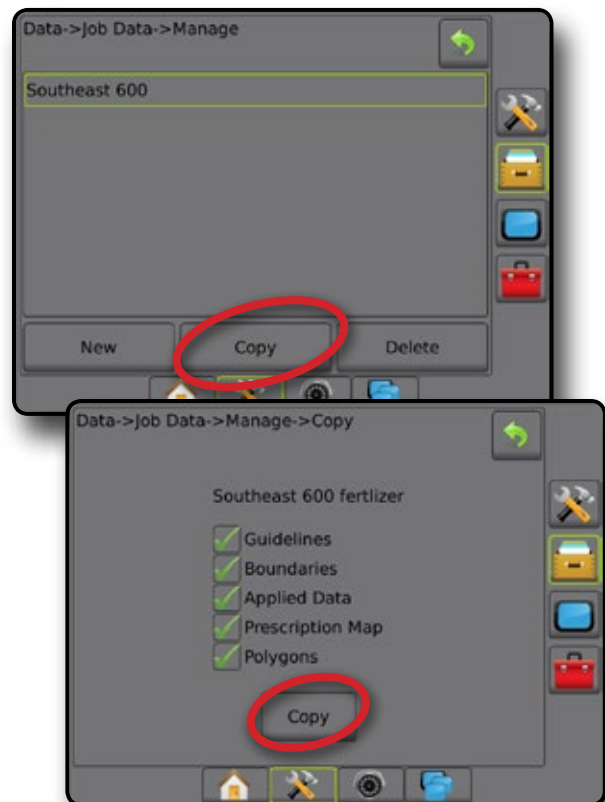 Data->Job Data->Manage
Southeast 600
New Copy Delete
Data->Job Data->Manage->Copy
Southeast 600 fertlizer
Guidelines
Boundaries
Applied Data
Prescription Map
Polygons
Copy